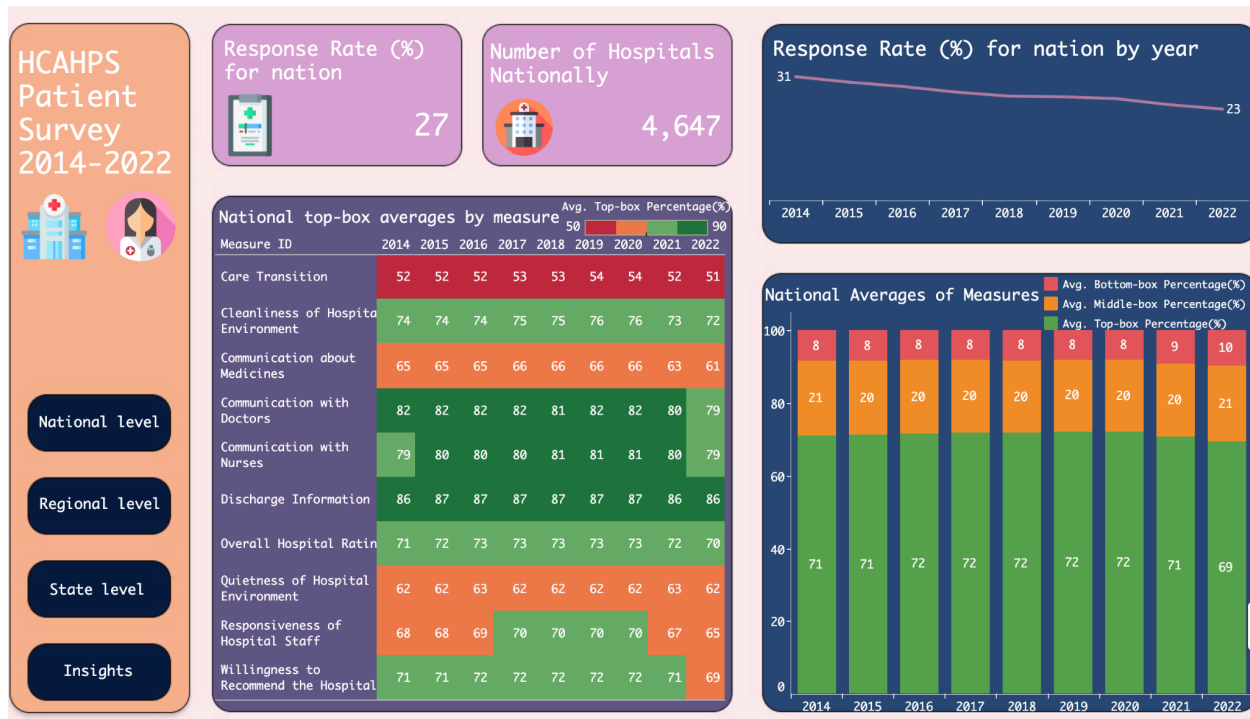 HCAHPS
Patient
Survey
2014-2022
National level
Regional level
State level
Insights
Response Rate (%)
for nation
27
Number of Hospitals
Nationally
4,647
National top-box averages by measure
Avg. Top-box Percentage(%)
50 90
Measure ID 2014 2015 2016 2017 2018 2019 2020 2021 2022
Care Transition 52 52 52 53 53 54 54 52 51
Cleanliness of Hospita
Environment 74 74 74 75 75 76 76 73 72
Communication about
Medicines 65 65 65 66 66 66 66 63 61
Communication with
Doctors 82 82 82 82 81 82 82 80 79
Communication with
Nurses 79 80 80 80 81 81 81 80 79
Discharge Information 86 87 87 87 87 87 87 86 86
Overall Hospital Ratin 71 72 73 73 73 73 73 72 70
Quietness of Hospital
Environment 62 62 63 62 62 62 62 63 62
Responsiveness of
Hospital Staff 68 68 69 70 70 70 70 67 65
Willingness to
Recommend the Hospital 71 71 72 72 72 72 72 71 69
Response Rate (%) for nation by year
31
23
2014 2015 2016 2017 2018 2019 2020 2021 2022
National Averages of Measures
Avg. Bottom-box Percentage(%)
Avg. Middle-box Percentage(%)
Avg. Top-box Percentage(%)
100
8 8 8 8 8 8 8 9 10
80
21 20 20 20 20 20 20 20 21
60
40
71 71 72 72 72 72 72 71 69
20
0
2014 2015 2016 2017 2018 2019 2020 2021 2022